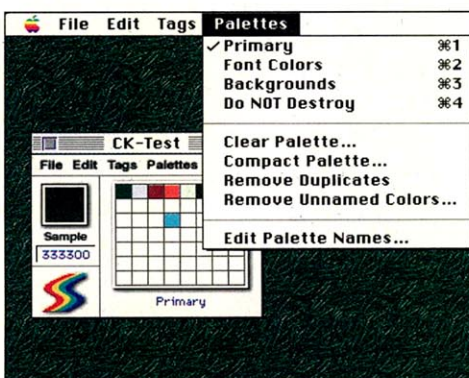 File Edit Tags Palettes
✓Primary ⌘1
Font Colors ⌘2
Backgrounds ⌘3
Do NOT Destroy ⌘4
Clear Palette...
Compact Palette...
Remove Duplicates
Remove Unnamed Colors...
Edit Palette Names...
CK-Test
File Edit Tags Palettes
Sample
333300
Primary